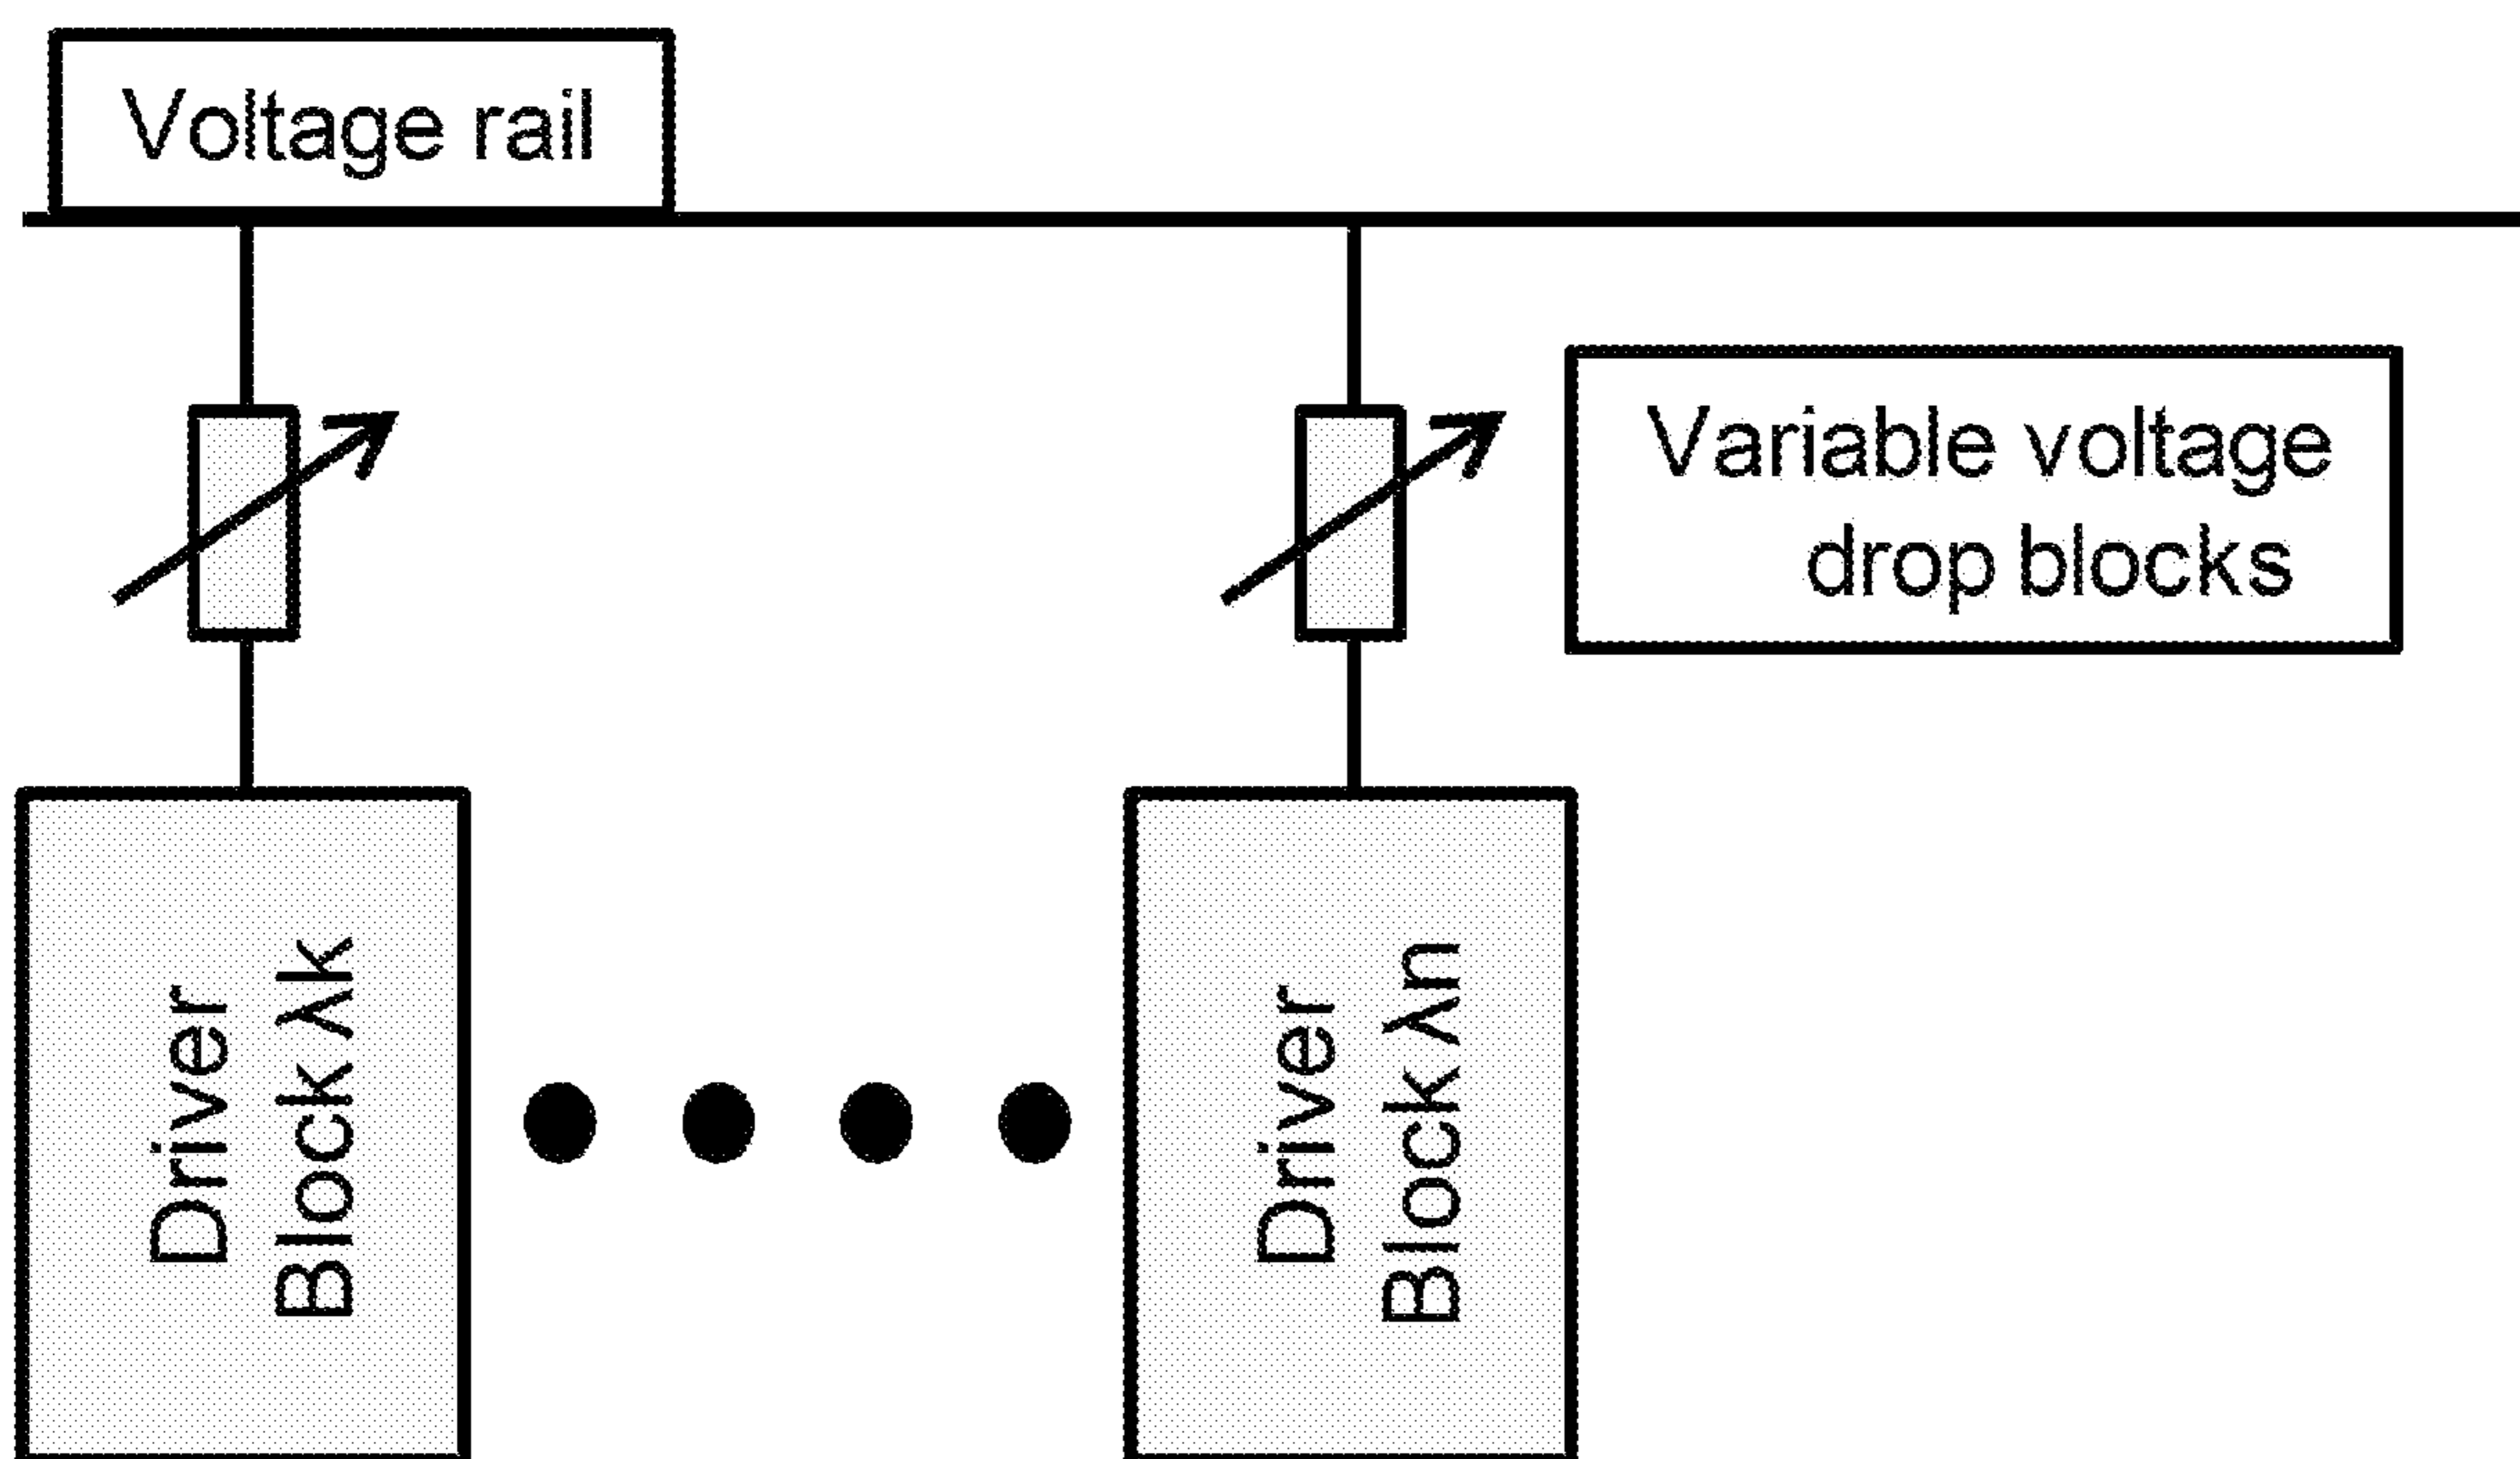 Voltage rail
Variable voltage
drop blocks
Driver
Block λk
Driver
Block λn